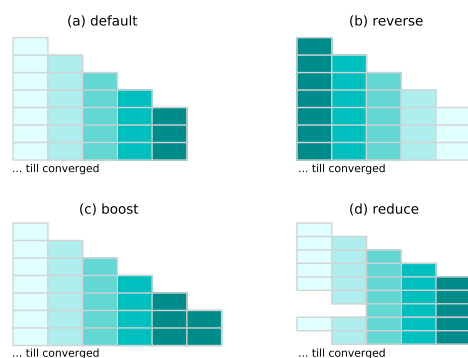 (a) default
(b) reverse
... till converged
... till converged
(c) boost
(d) reduce
... till converged
... till converged